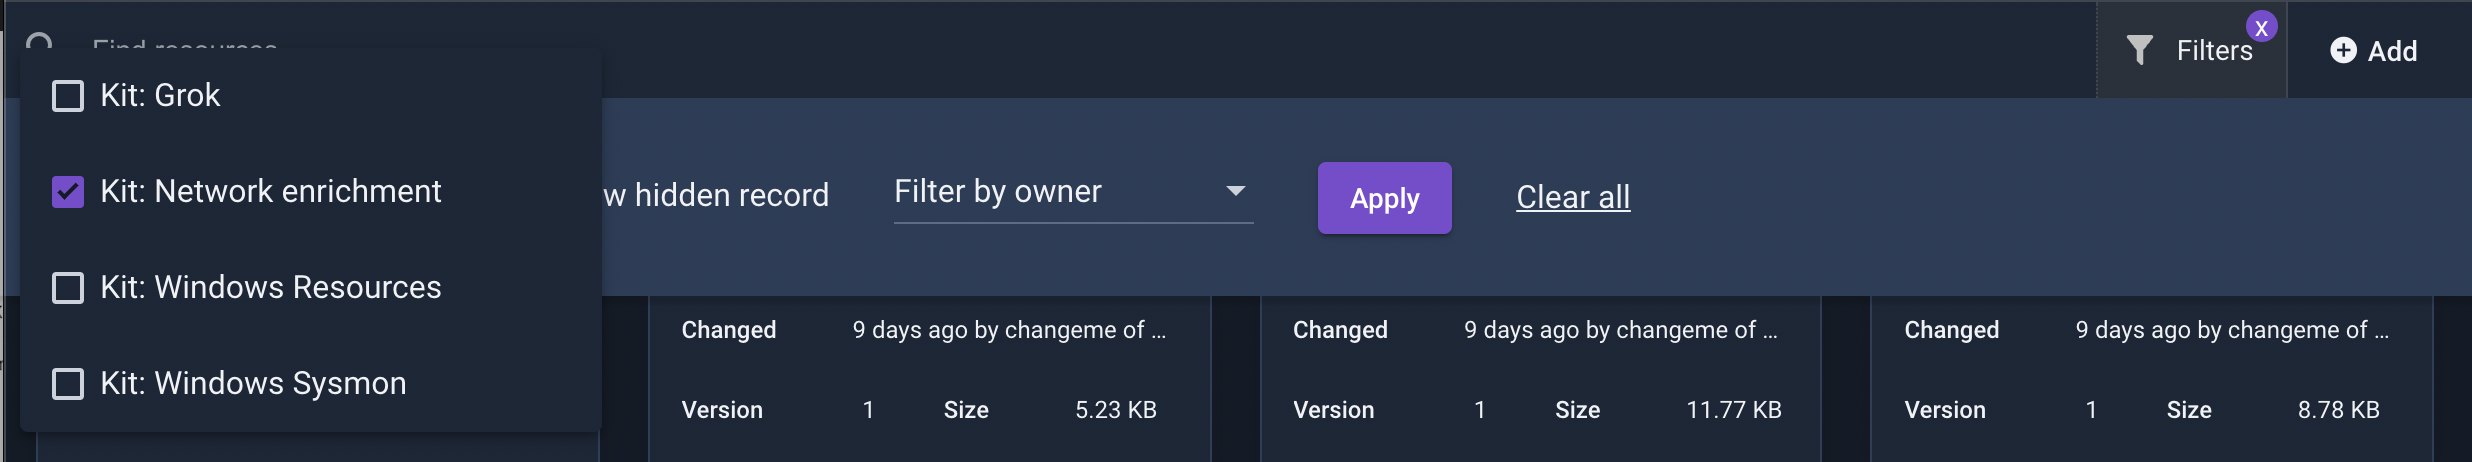 Find resources
Filters
X
Add
Kit: Grok
Kit: Network enrichment
Kit: Windows Resources
Kit: Windows Sysmon
w hidden record
Filter by owner
Apply
Clear all
Changed 9 days ago by changeme of ...
Version 1 Size 5.23 KB
Changed 9 days ago by changeme of ...
Version 1 Size 11.77 KB
Changed 9 days ago by changeme of ...
Version 1 Size 8.78 KB